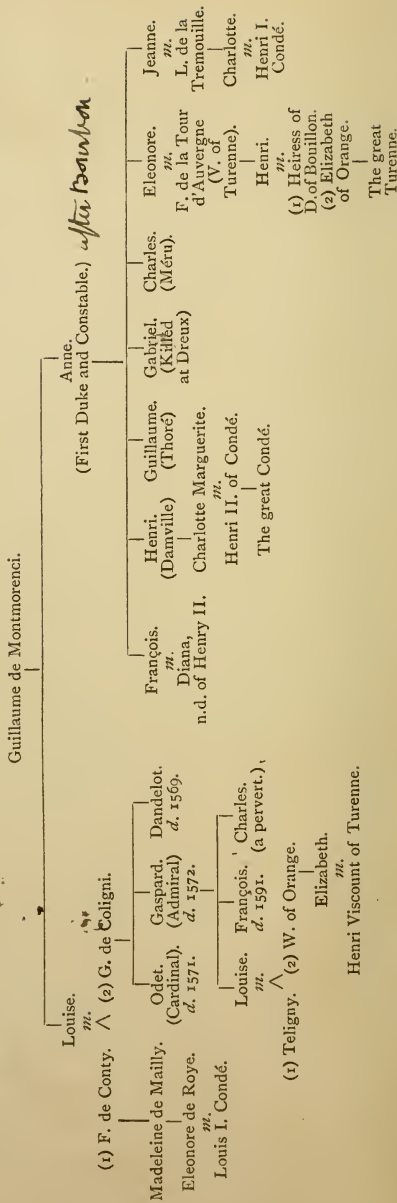 Guillaume de Montmorenci.
Louise.
m.
(1) F. de Conty. (2) G. de Coligni.
Madeleine de Mailly.
Eleonore de Roye.
m.
Louis I. Condé.
Odet.
(Cardinal).
d. 1571.
Gaspard.
(Admiral)
d. 1572.
Dandelot.
d. 1569.
Louise.
m.
(1) Teligny. (2) W. of Orange.
François.
d. 1591.
Charles.
(a pervert.)
Elizabeth.
m.
Henri Viscount of Turenne.
Anne.
(First Duke and Constable.) after Bourbon
François.
m.
Diana,
n.d. of Henry II.
Henri.
(Damville)
Charlotte Marguerite.
m.
Henri II. of Condé.
The great Condé.
Guillaume.
(Thoré)
Gabriel.
(Killed
at Dreux)
Charles.
(Méru).
Eleonore.
m.
F. de la Tour
d'Auvergne
(V. of
Turenne).
Henri.
m.
(1) Heiress of
D. of Bouillon.
(2) Elizabeth
of Orange.
The great
Turenne.
Jeanne.
m.
L. de la
Tremouille.
Charlotte.
m.
Henri I.
Condé.